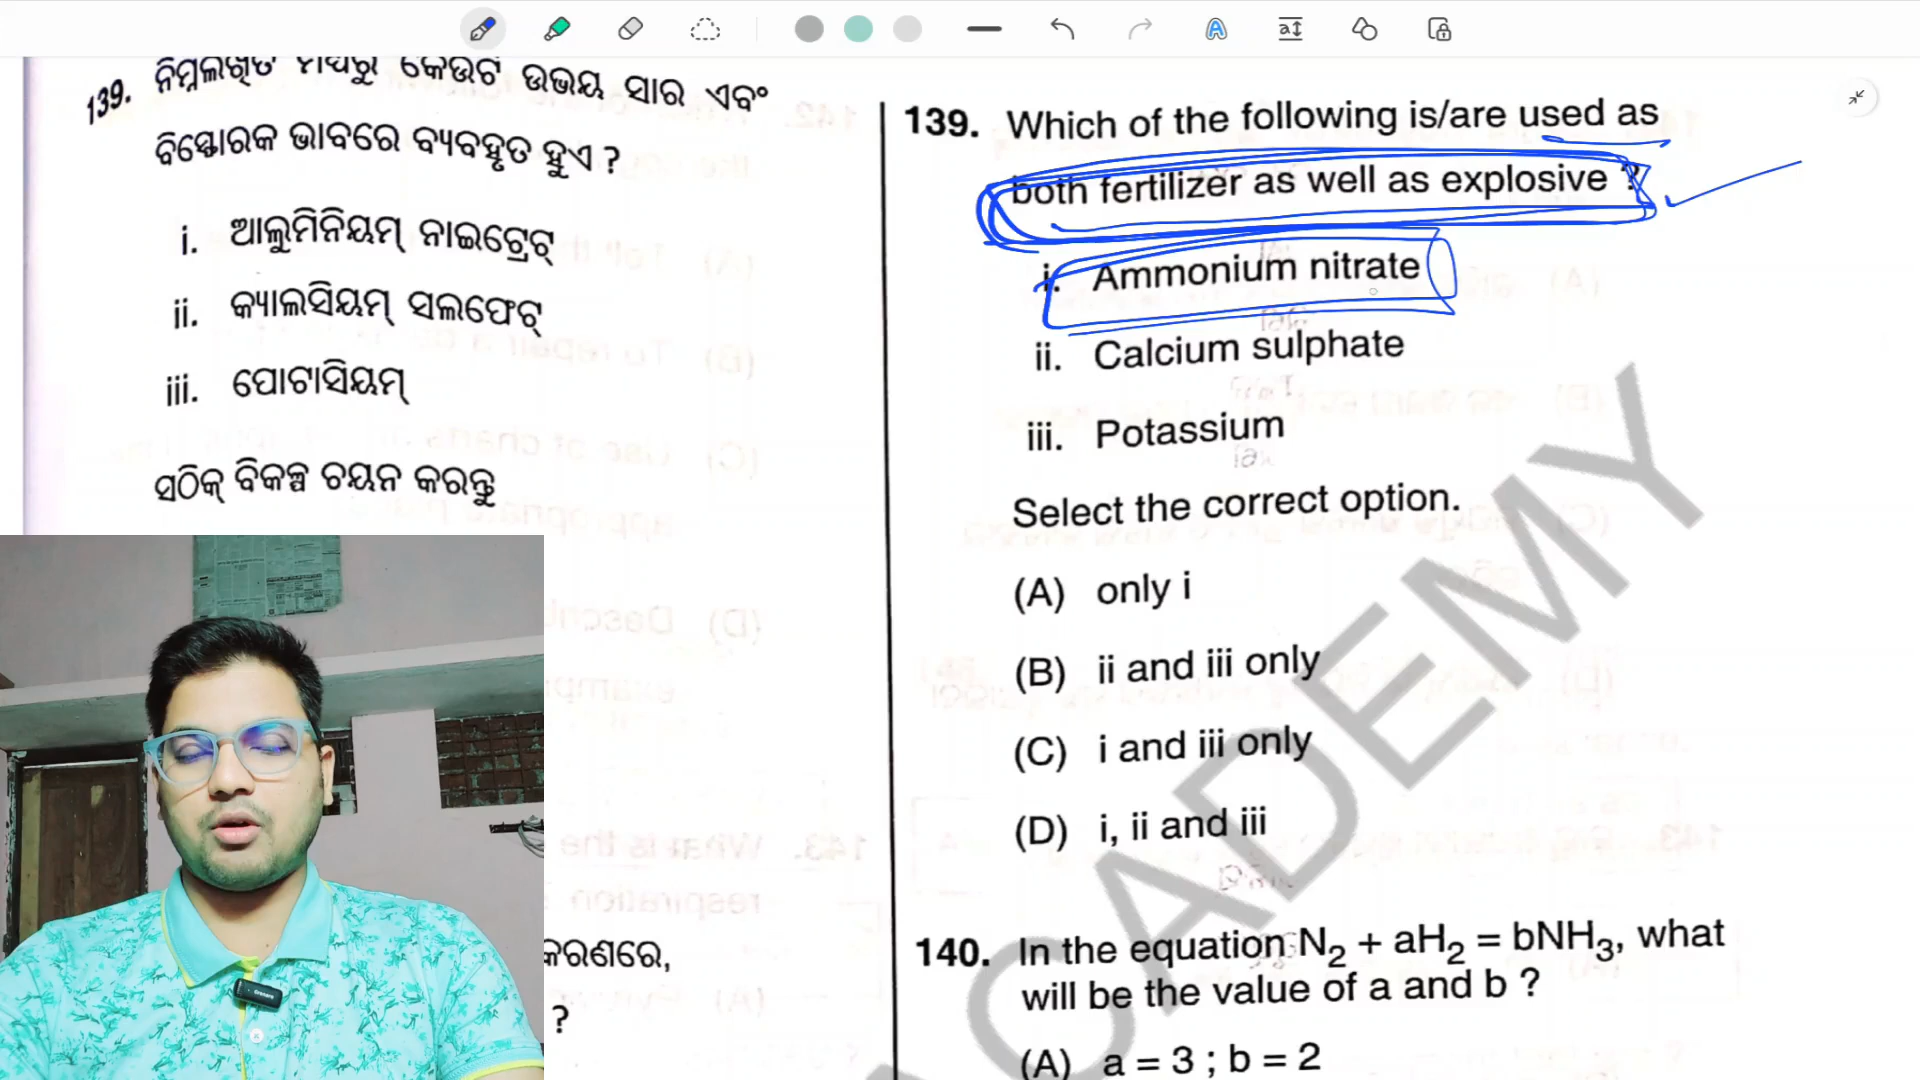 139. ନିମ୍ନଲିଖିତ ମଧ୍ୟରୁ କେଉଟି ଉଭୟ ସାର ଏବଂ
ବିସ୍ଫୋରକ ଭାବରେ ବ୍ୟବହୃତ ହୁଏ ?
i. ଆଲୁମିନିୟମ୍ ନାଇଟ୍ରେଟ୍
ii. କ୍ୟାଲସିୟମ୍ ସଲଫେଟ୍
iii. ପୋଟାସିୟମ୍
ସଠିକ୍ ବିକଳ୍ପ ଚୟନ କରନ୍ତୁ
କରଣରେ,
?
139. Which of the following is/are used as
both fertilizer as well as explosive ?
i. Ammonium nitrate
ii. Calcium sulphate
iii. Potassium
Select the correct option.
(A) only i
(B) ii and iii only
(C) i and iii only
(D) i, ii and iii
140. In the equation N₂ + aH₂ = bNH₃, what
will be the value of a and b ?
(A) a = 3 ; b = 2
ACADEMY